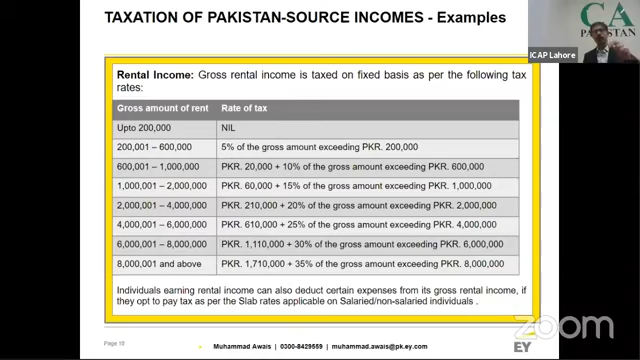 TAXATION OF PAKISTAN-SOURCE INCOMES - Examples
CA
PAKISTAN
ICAP Lahore
Rental Income: Gross rental income is taxed on fixed basis as per the following tax
rates:
Gross amount of rent Rate of tax
Upto 200,000 NIL
200,001 – 600,000 5% of the gross amount exceeding PKR. 200,000
600,001 – 1,000,000 PKR. 20,000 + 10% of the gross amount exceeding PKR. 600,000
1,000,001 – 2,000,000 PKR. 60,000 + 15% of the gross amount exceeding PKR. 1,000,000
2,000,001 – 4,000,000 PKR. 210,000 + 20% of the gross amount exceeding PKR. 2,000,000
4,000,001 – 6,000,000 PKR. 610,000 + 25% of the gross amount exceeding PKR. 4,000,000
6,000,001 – 8,000,000 PKR. 1,110,000 + 30% of the gross amount exceeding PKR. 6,000,000
8,000,001 and above PKR. 1,710,000 + 35% of the gross amount exceeding PKR. 8,000,000
Individuals earning rental income can also deduct certain expenses from its gross rental income, if
they opt to pay tax as per the Slab rates applicable on Salaried/non-salaried individuals .
zoom
Page 10 Muhammad Awais | 0300-8429559 | muhammad.awais@pk.ey.com
EY